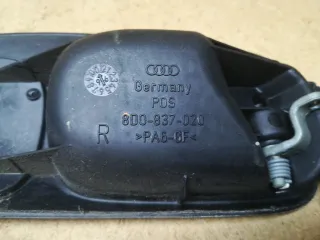 Germany
PDS
8D0-837-020
R >PA6-GF<